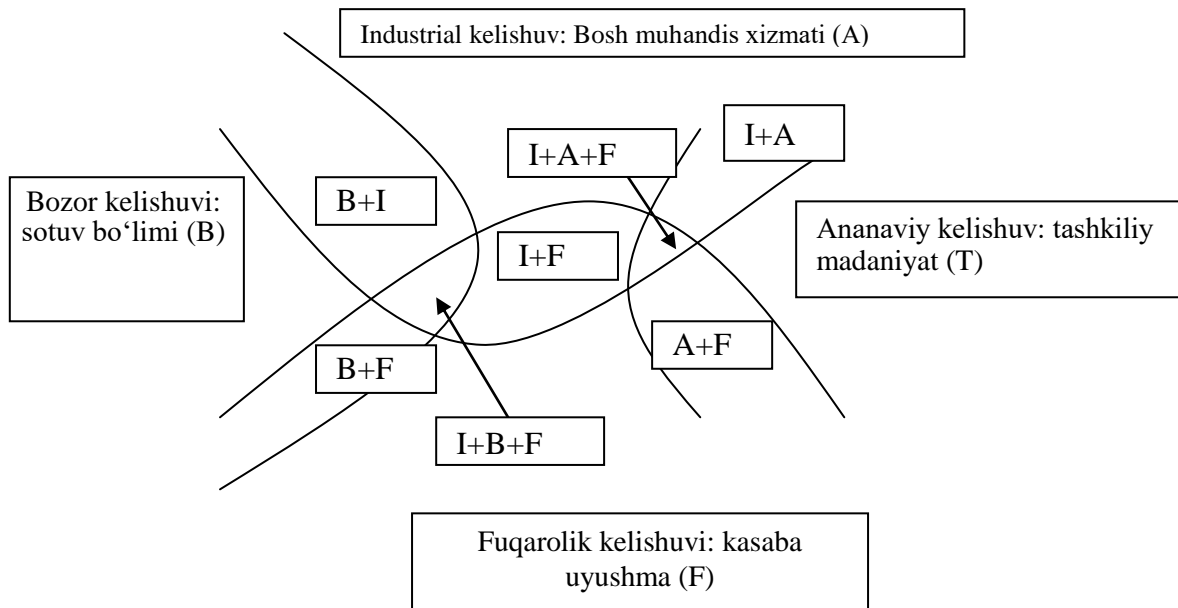 Industrial kelishuv: Bosh muhandis xizmati (A)
I+A
I+A+F
Bozor kelishuvi:
sotuv bo‘limi (B)
B+I
Ananaviy kelishuv: tashkiliy
madaniyat (T)
I+F
B+F
A+F
I+B+F
Fuqarolik kelishuvi: kasaba
uyushma (F)